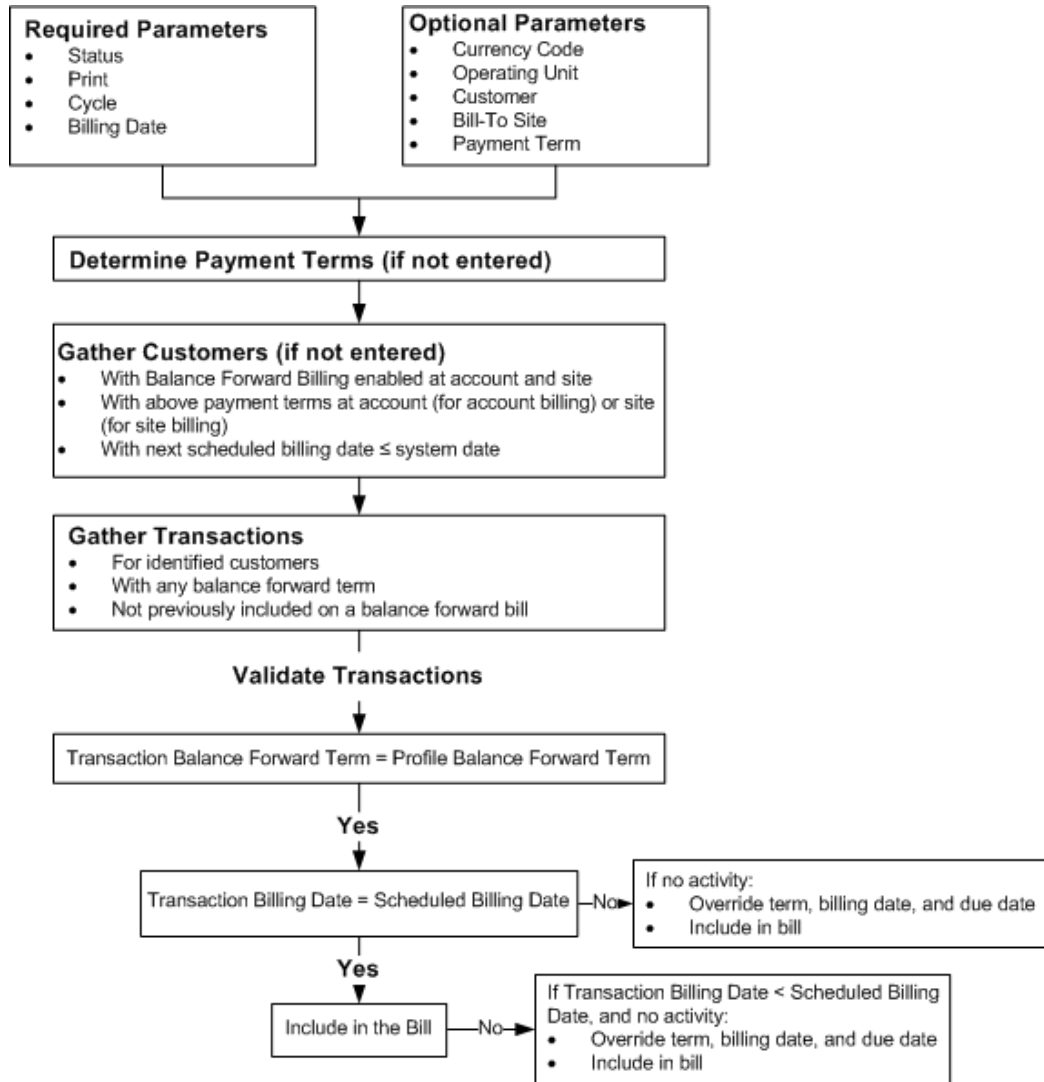 Required Parameters
• Status
• Print
• Cycle
• Billing Date
Optional Parameters
• Currency Code
• Operating Unit
• Customer
• Bill-To Site
• Payment Term
Determine Payment Terms (if not entered)
Gather Customers (if not entered)
• With Balance Forward Billing enabled at account and site
• With above payment terms at account (for account billing) or site
(for site billing)
• With next scheduled billing date ≤ system date
Gather Transactions
• For identified customers
• With any balance forward term
• Not previously included on a balance forward bill
Validate Transactions
Transaction Balance Forward Term = Profile Balance Forward Term
Yes
Transaction Billing Date = Scheduled Billing Date
No
If no activity:
• Override term, billing date, and due date
• Include in bill
Yes
Include in the Bill
No
If Transaction Billing Date < Scheduled Billing
Date, and no activity:
• Override term, billing date, and due date
• Include in bill